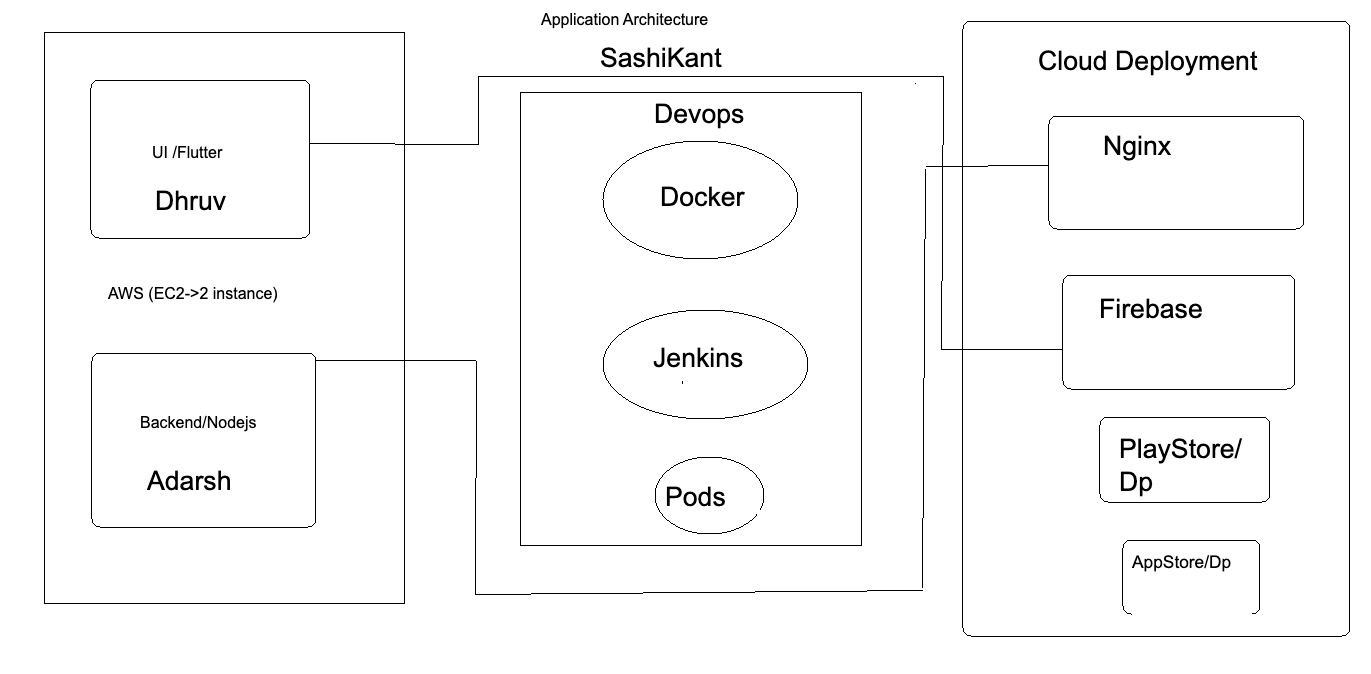 Application Architecture
SashiKant
UI /Flutter
Dhruv
AWS (EC2->2 instance)
Backend/Nodejs
Adarsh
Devops
Docker
Jenkins
Pods
Cloud Deployment
Nginx
Firebase
PlayStore/
Dp
AppStore/Dp